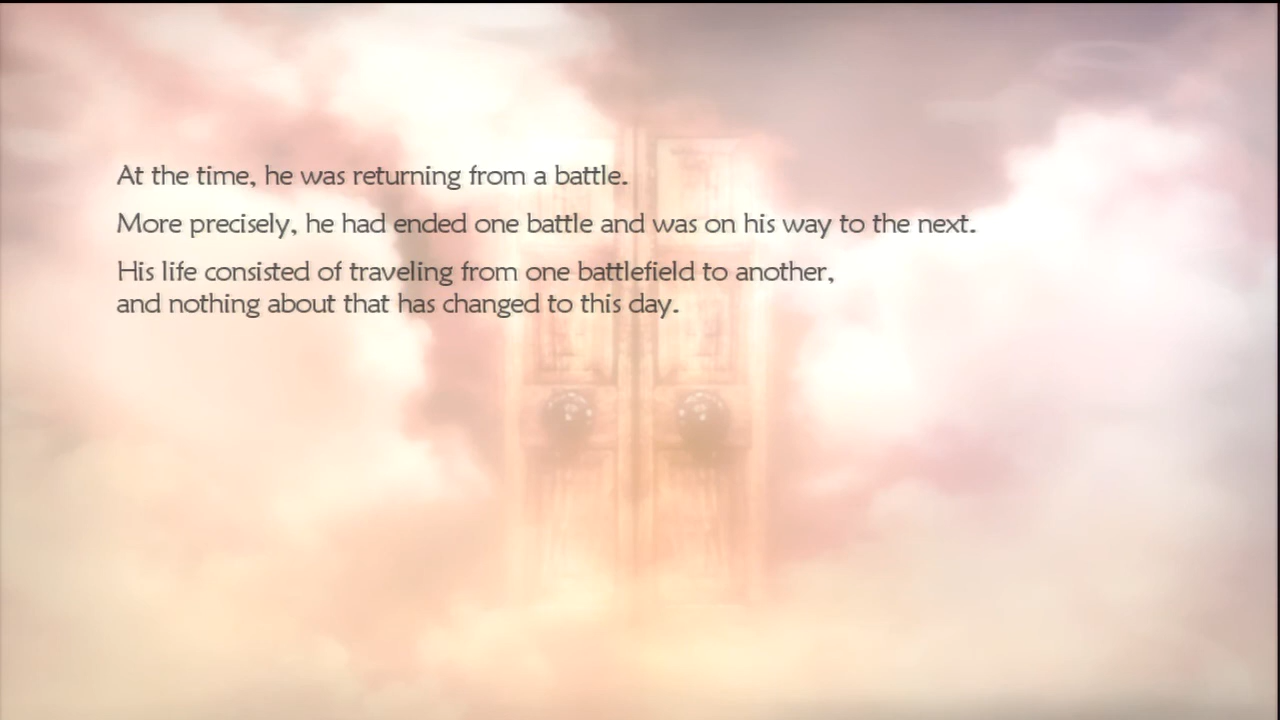 At the time, he was returning from a battle.
More precisely, he had ended one battle and was on his way to the next.
His life consisted of traveling from one battlefield to another,
and nothing about that has changed to this day.